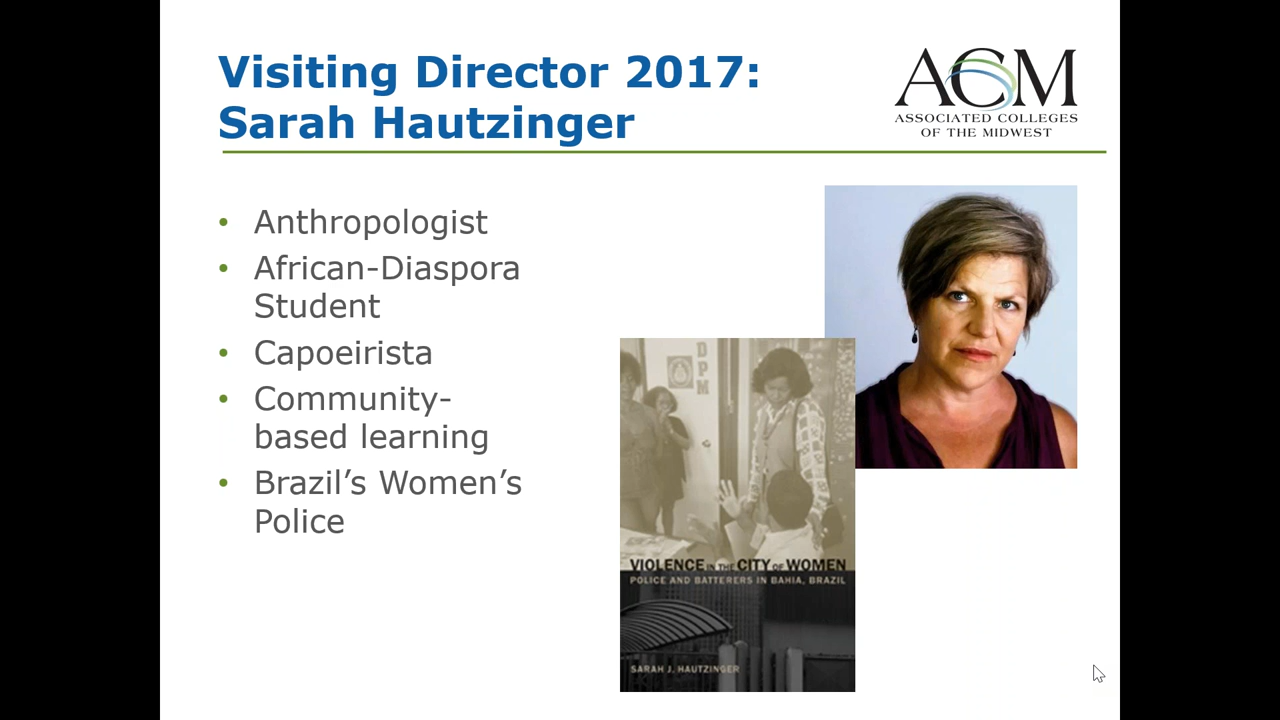 Visiting Director 2017:
Sarah Hautzinger
ACM
ASSOCIATED COLLEGES
OF THE MIDWEST
• Anthropologist
• African-Diaspora
Student
• Capoeirista
• Community-
based learning
• Brazil’s Women’s
Police
DPM
VIOLENCE IN THE CITY OF WOMEN
POLICE AND BATTERERS IN BAHIA, BRAZIL
SARAH J. HAUTZINGER